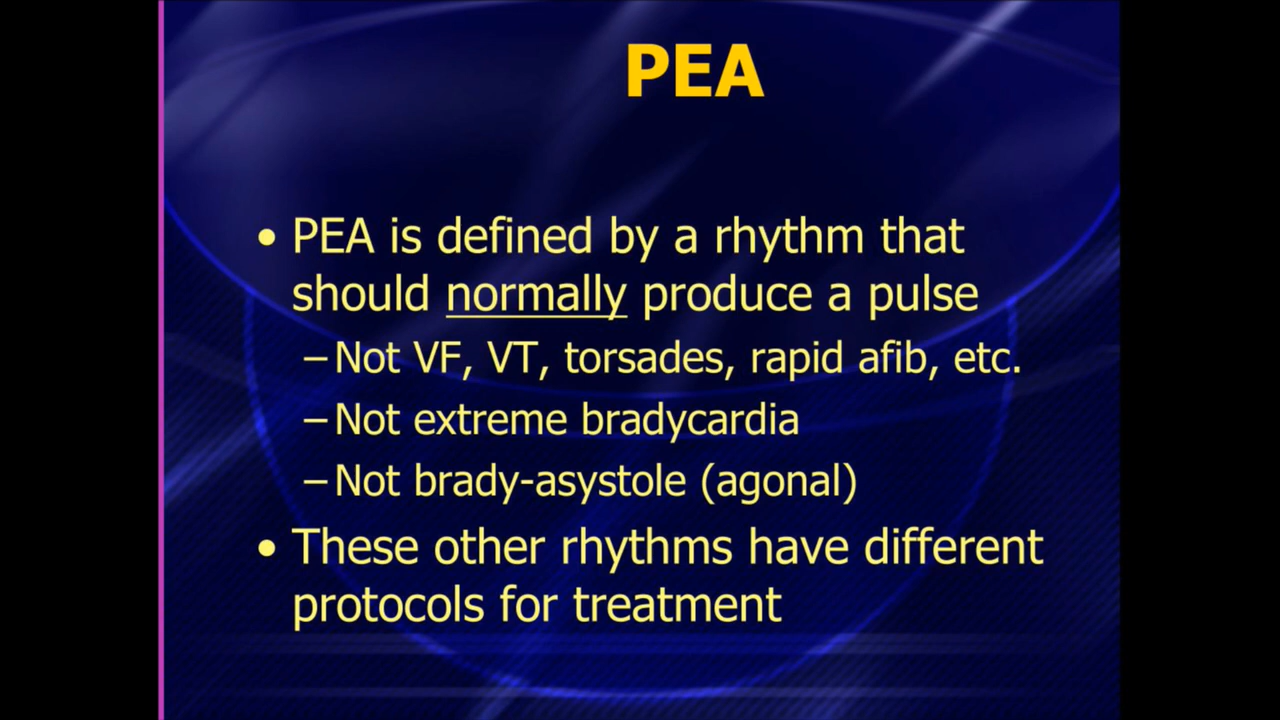 PEA
• PEA is defined by a rhythm that
should normally produce a pulse
– Not VF, VT, torsades, rapid afib, etc.
– Not extreme bradycardia
– Not brady-asystole (agonal)
• These other rhythms have different
protocols for treatment